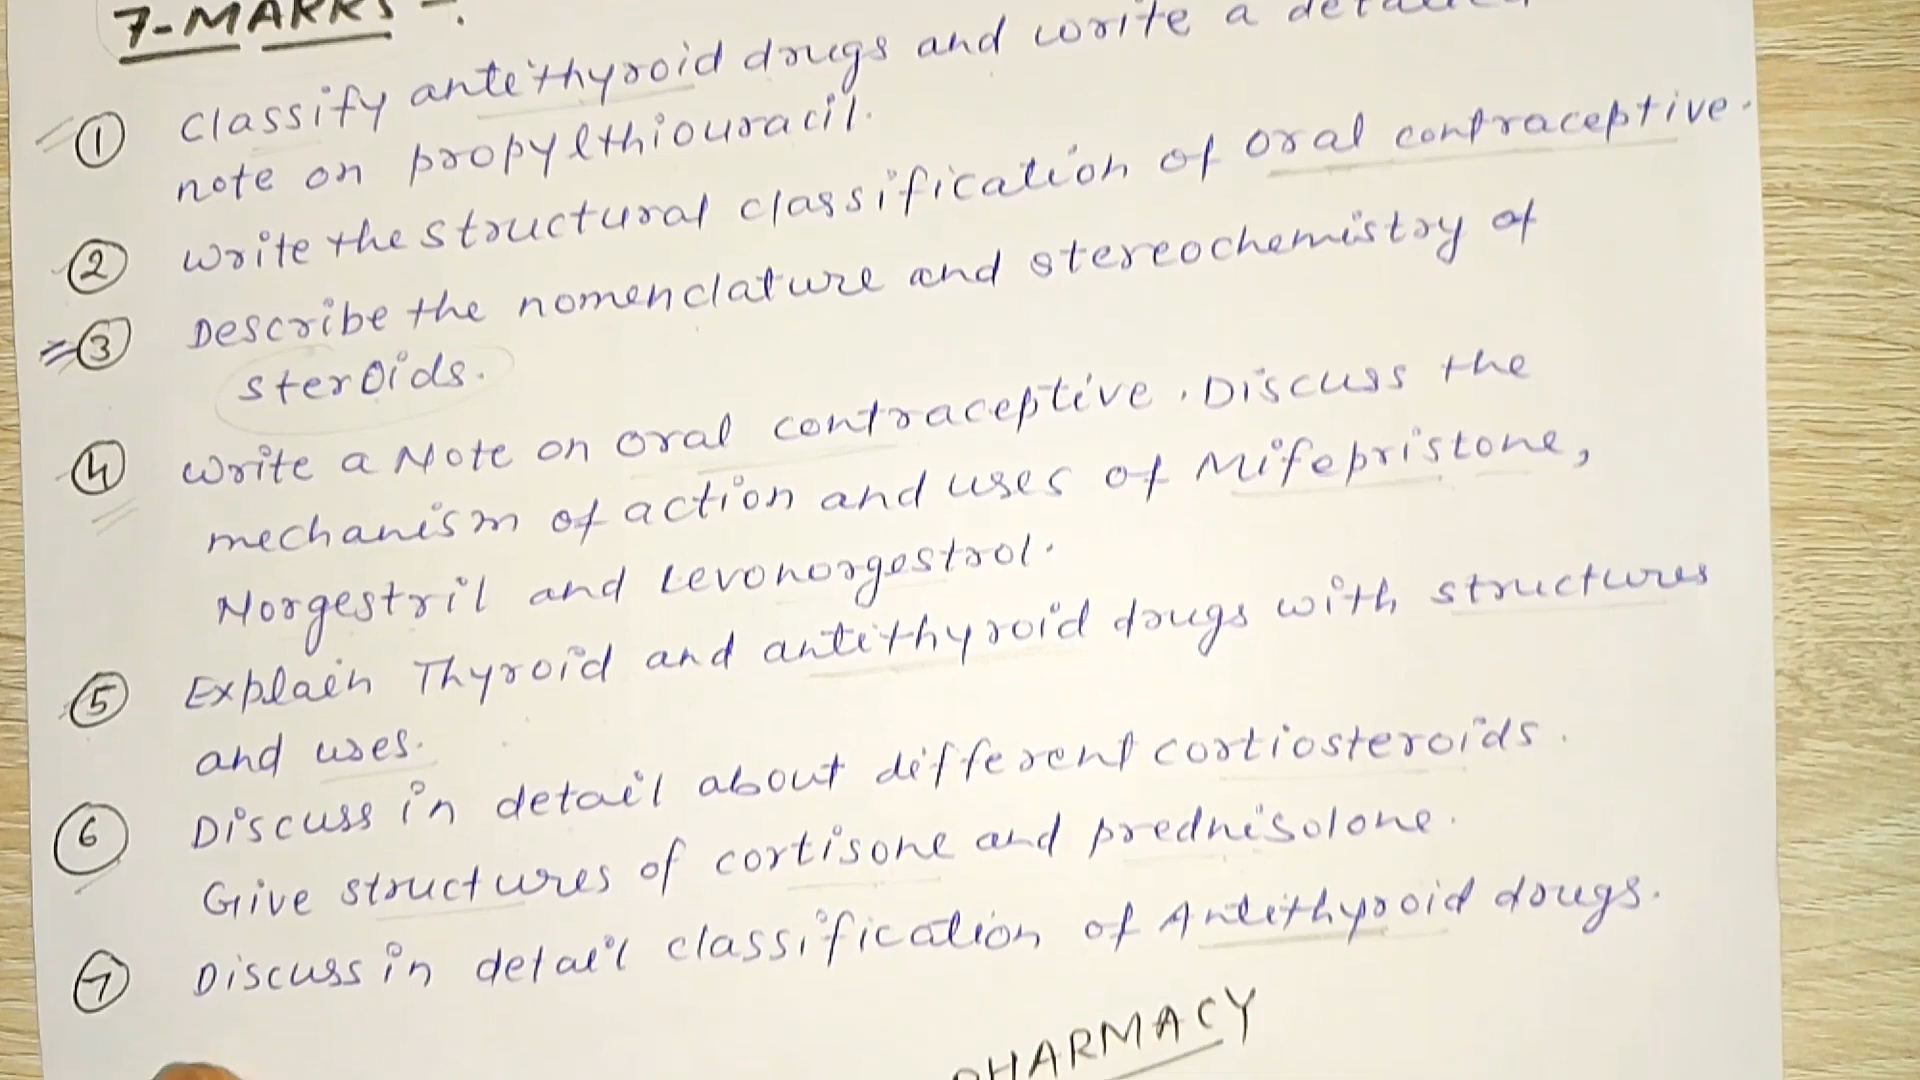 7-MARKS -:
① Classify antithyroid drugs and write a detailed
note on propylthiouracil.
② Write the structural classification of oral contraceptive.
③ Describe the nomenclature and stereochemistry of
steroids.
④ Write a Note on oral contraceptive. Discuss the
mechanism of action and uses of Mifepristone,
Norgestril and Levonorgestrol.
⑤ Explain Thyroid and antithyroid drugs with structures
and uses.
⑥ Discuss in detail about different cortiosteroids.
Give structures of cortisone and prednisolone.
⑦ Discuss in detail classification of Antithyroid drugs.
PHARMACY